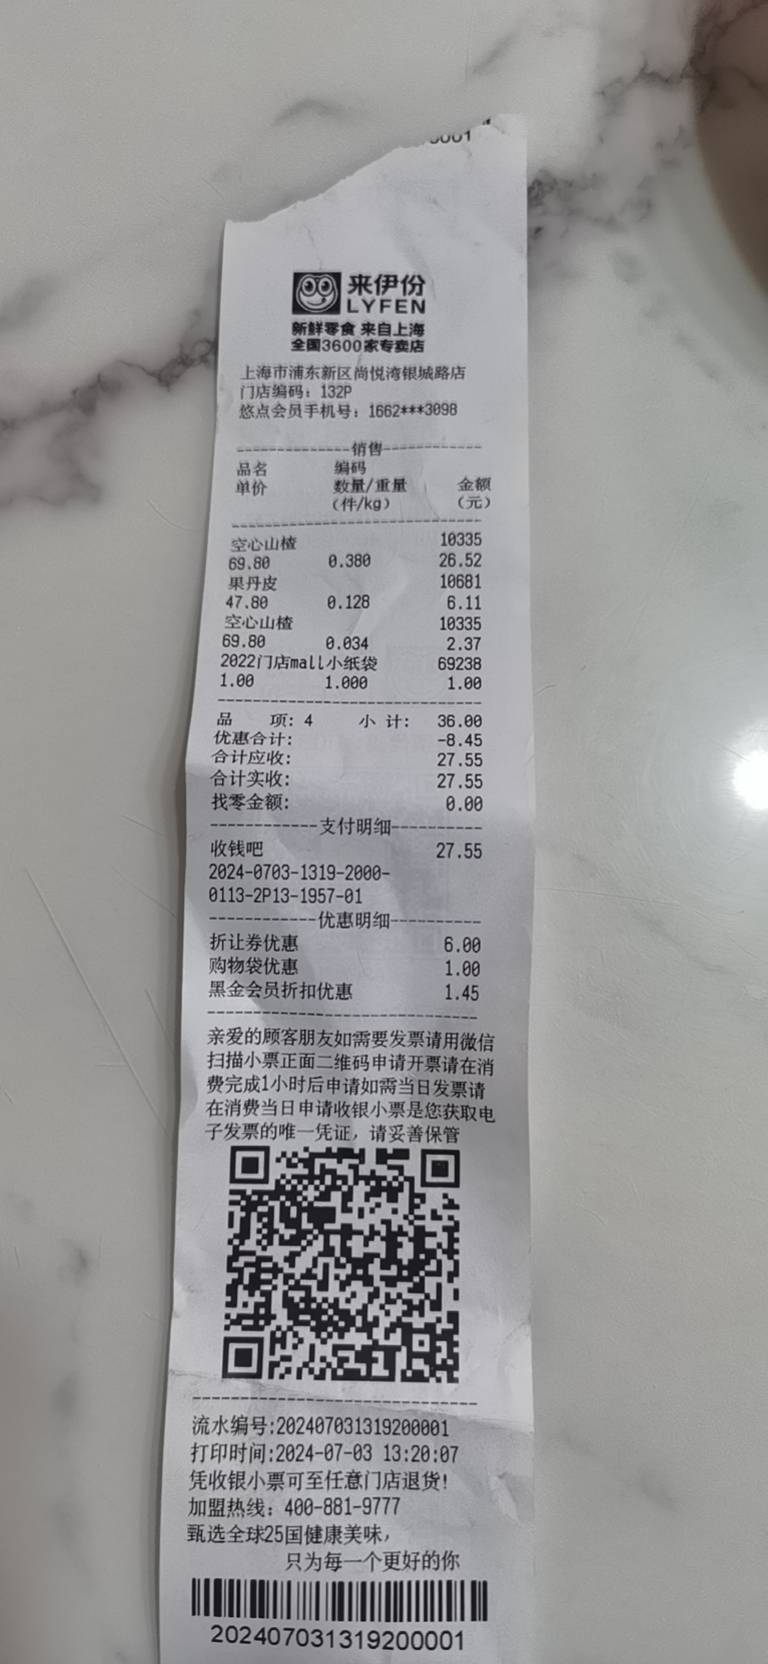 0001
来伊份
LYFEN
新鲜零食 来自上海
全国3600家专卖店
上海市浦东新区尚悦湾银城路店
门店编码：132P
悠点会员手机号：1662***3098
--------------销售--------------
品名 编码
单价 数量/重量 金额
（件/kg） （元）
空心山楂 10335
69.80 0.380 26.52
果丹皮 10681
47.80 0.128 6.11
空心山楂 10335
69.80 0.034 2.37
2022门店mall小纸袋 69238
1.00 1.000 1.00
品 项: 4 小 计: 36.00
优惠合计: -8.45
合计应收: 27.55
合计实收: 27.55
找零金额: 0.00
------------支付明细----------
收钱吧 27.55
2024-0703-1319-2000-
0113-2P13-1957-01
------------优惠明细----------
折让券优惠 6.00
购物袋优惠 1.00
黑金会员折扣优惠 1.45
亲爱的顾客朋友如需要发票请用微信
扫描小票正面二维码申请开票请在消
费完成1小时后申请如需当日发票请
在消费当日申请收银小票是您获取电
子发票的唯一凭证，请妥善保管
流水编号:202407031319200001
打印时间:2024-07-03 13:20:07
凭收银小票可至任意门店退货!
加盟热线：400-881-9777
甄选全球25国健康美味，
只为每一个更好的你
202407031319200001